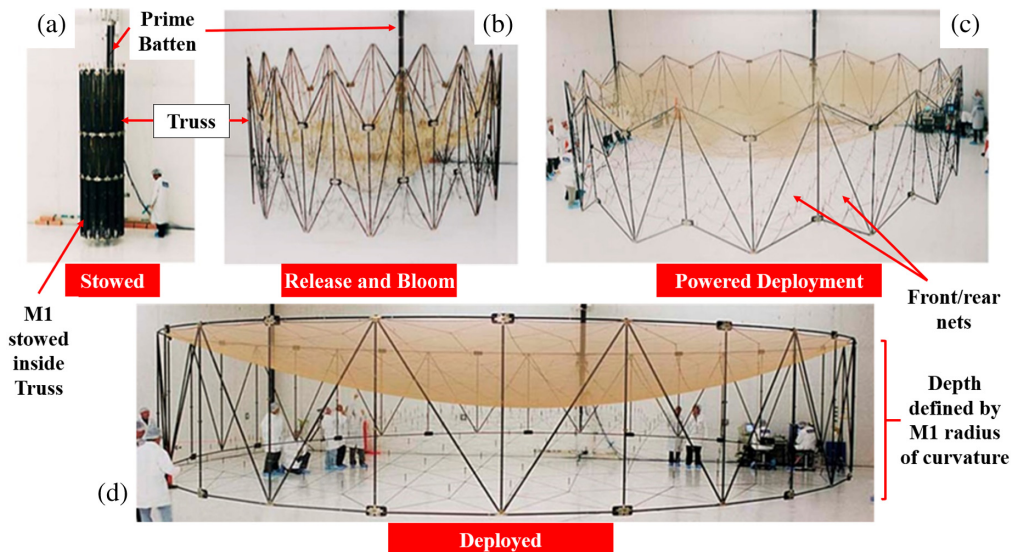 (a)
Prime
Batten
(b)
(c)
Truss
Stowed
Release and Bloom
Powered Deployment
M1
stowed
inside
Truss
Front/rear
nets
Depth
defined by
M1 radius
of curvature
(d)
Deployed